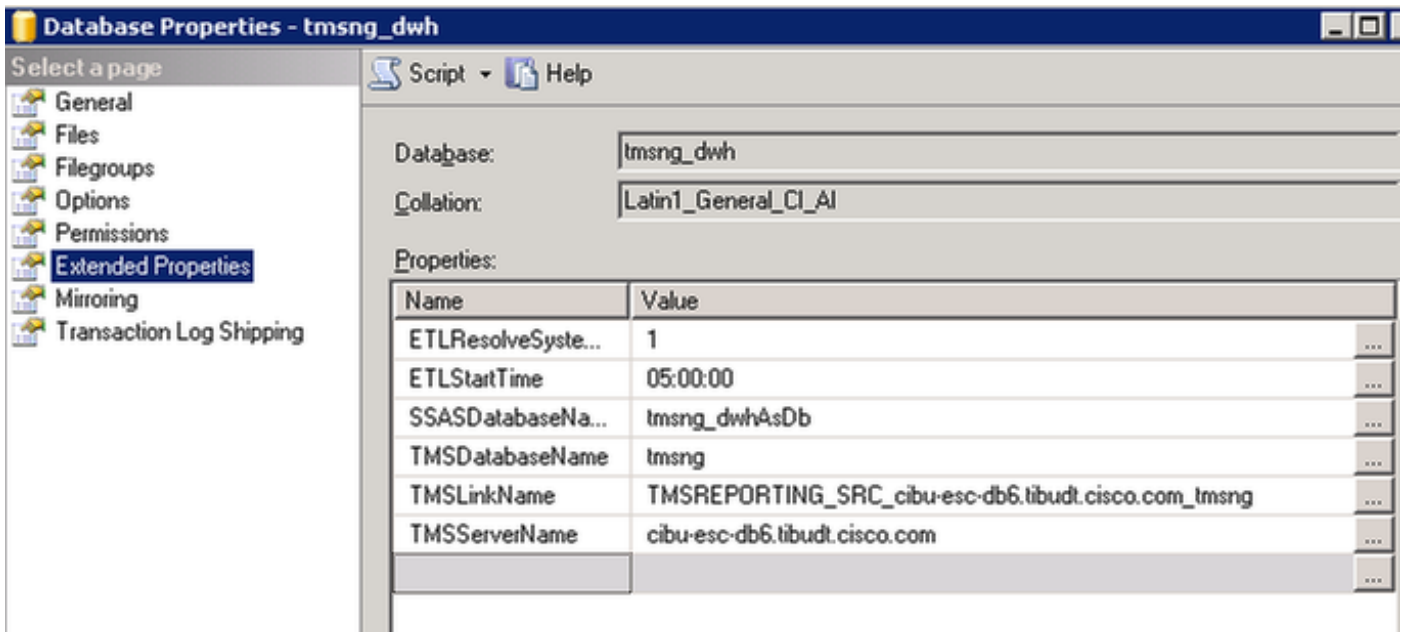 Database Properties - tmsng_dwh
Select a page
General
Files
Filegroups
Options
Permissions
Extended Properties
Mirroring
Transaction Log Shipping
Script Help
Database: tmsng_dwh
Collation: Latin1_General_CI_AI
Properties:
Name Value
ETLResolveSyste... 1 ...
ETLStartTime 05:00:00 ...
SSASDatabaseNa... tmsng_dwhAsDb ...
TMSDatabaseName tmsng ...
TMSLinkName TMSREPORTING_SRC_cibu-esc-db6.tibudt.cisco.com_tmsng ...
TMSServerName cibu-esc-db6.tibudt.cisco.com ...
...